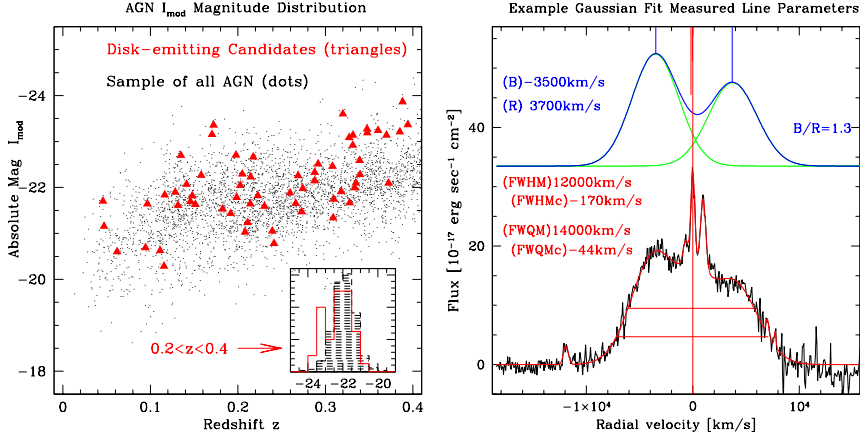 AGN I_mod Magnitude Distribution
Disk-emitting Candidates (triangles)
Sample of all AGN (dots)
Absolute Mag I_mod
-24
-22
-20
-18
0.2<z<0.4
-24 -22 -20
0 0.1 0.2 0.3 0.4
Redshift z
Example Gaussian Fit Measured Line Parameters
(B)-3500km/s
(R) 3700km/s
B/R=1.3
(FWHM)12000km/s
(FWHMc)-170km/s
(FWQM)14000km/s
(FWQMc)-44km/s
Flux [10^-17 erg sec^-1 cm^-2]
40
20
0
-1×10^4 0 10^4
Radial velocity [km/s]